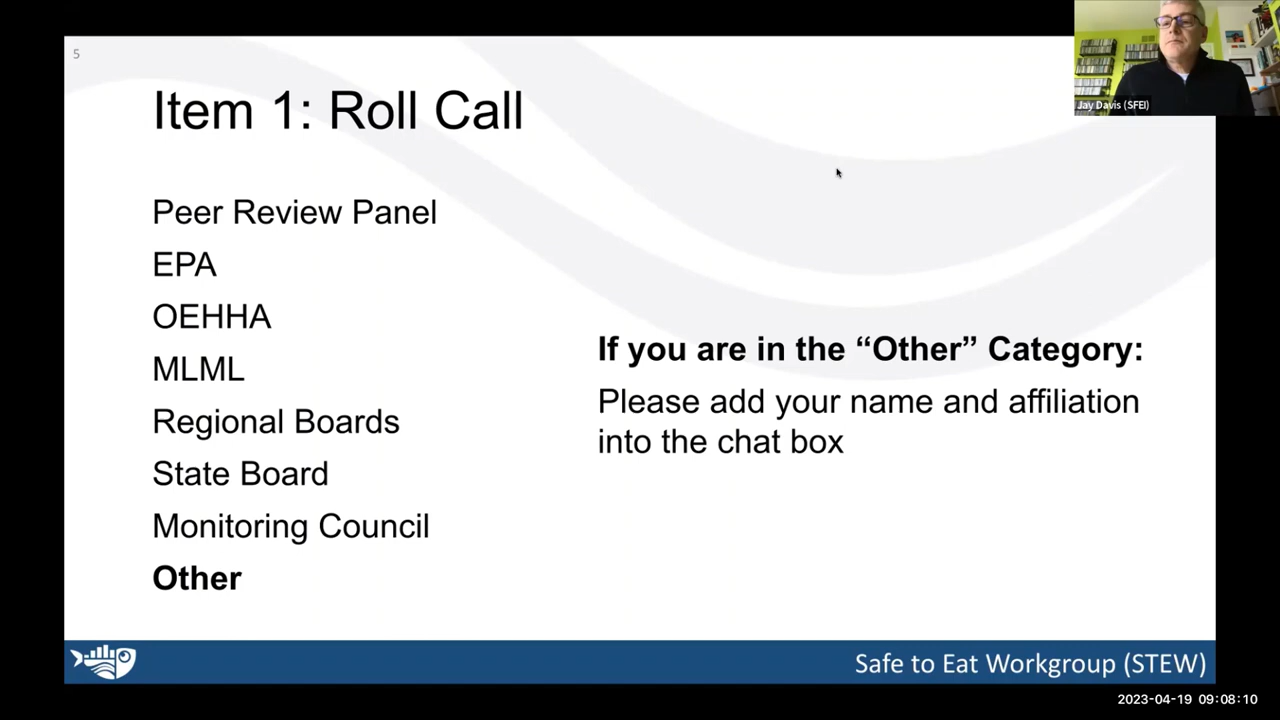 5
Item 1: Roll Call
Peer Review Panel
EPA
OEHHA
MLML
Regional Boards
State Board
Monitoring Council
Other
If you are in the “Other” Category:
Please add your name and affiliation
into the chat box
Jay Davis (SFEI)
Safe to Eat Workgroup (STEW)
2023-04-19 09:08:10